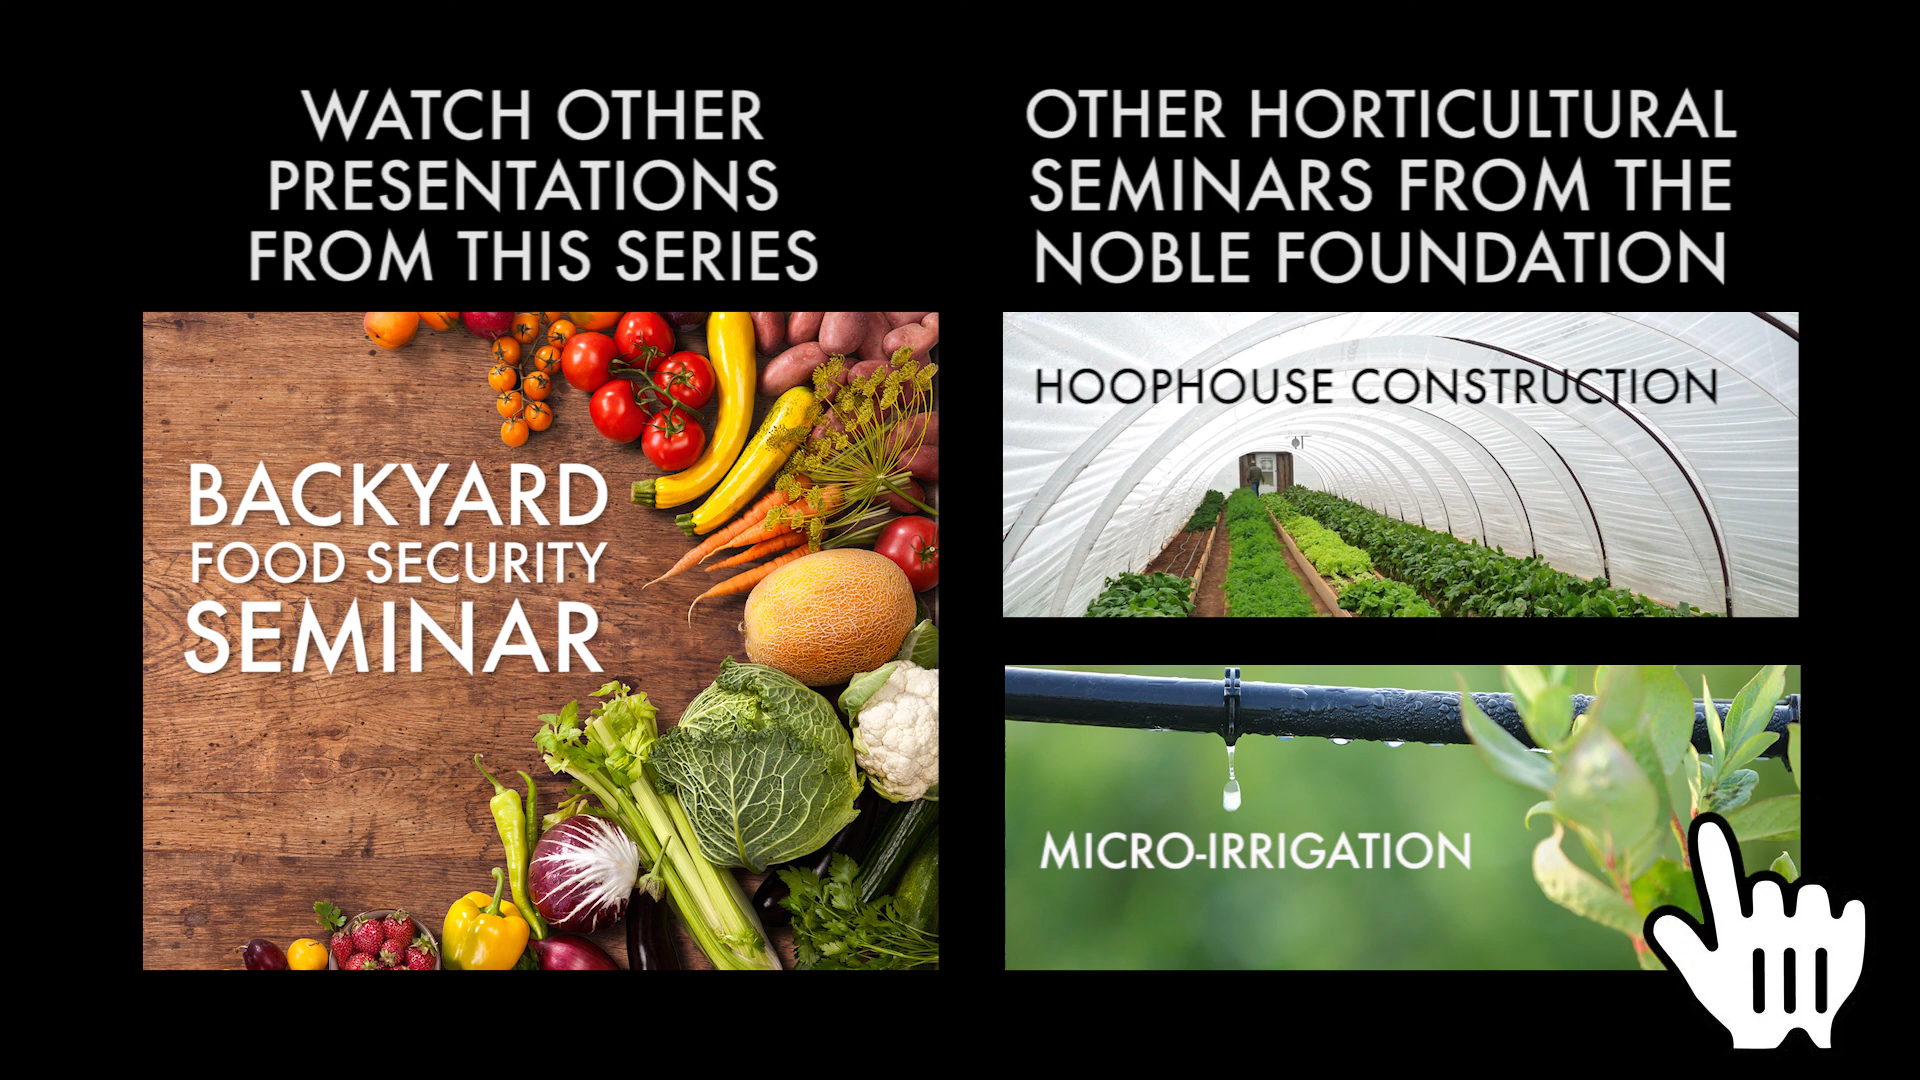 WATCH OTHER
PRESENTATIONS
FROM THIS SERIES
BACKYARD
FOOD SECURITY
SEMINAR
OTHER HORTICULTURAL
SEMINARS FROM THE
NOBLE FOUNDATION
HOOPHOUSE CONSTRUCTION
MICRO-IRRIGATION